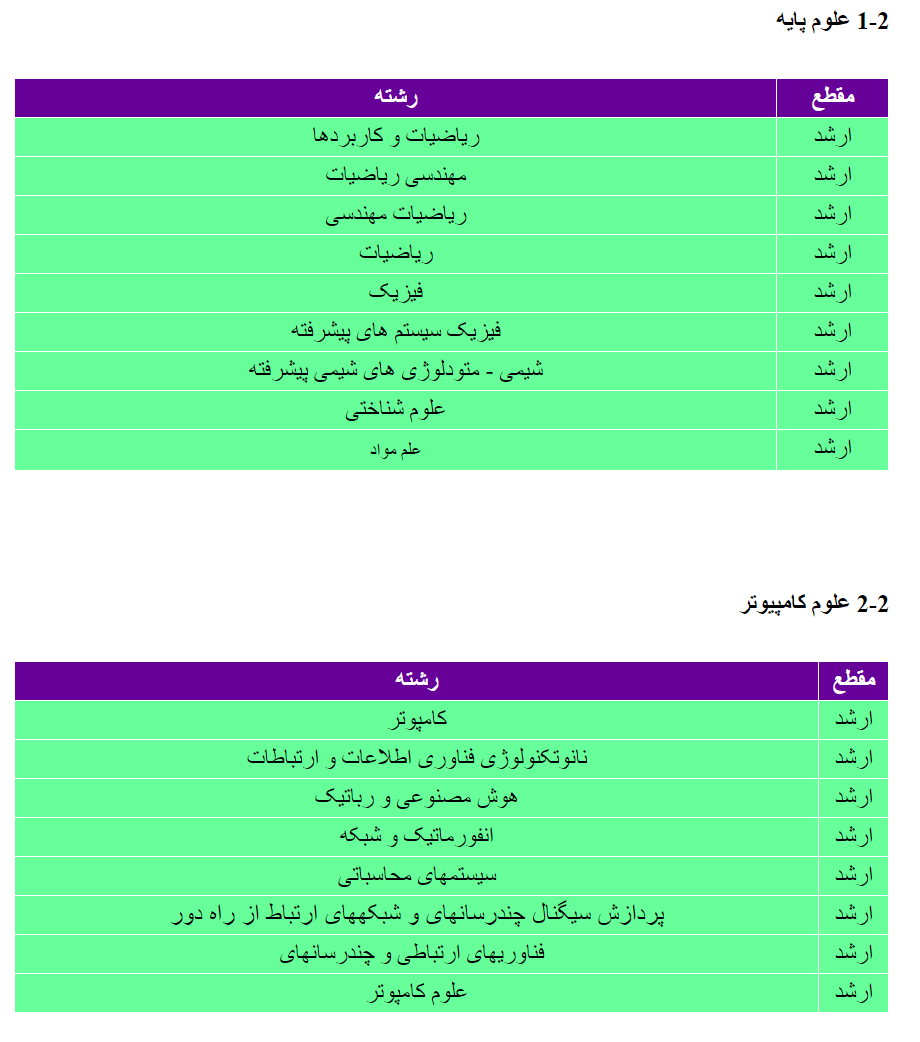 1-2 علوم پایه
مقطع رشته
ارشد ریاضیات و کاربردها
ارشد مهندسی ریاضیات
ارشد ریاضیات مهندسی
ارشد ریاضیات
ارشد فیزیک
ارشد فیزیک سیستم های پیشرفته
ارشد شیمی - متودلوژی های شیمی پیشرفته
ارشد علوم شناختی
ارشد علم مواد
2-2 علوم کامپیوتر
مقطع رشته
ارشد کامپوتر
ارشد نانوتکنولوژی فناوری اطلاعات و ارتباطات
ارشد هوش مصنوعی و رباتیک
ارشد انفورماتیک و شبکه
ارشد سیستمهای محاسباتی
ارشد پردازش سیگنال چندرسانهای و شبکههای ارتباط از راه دور
ارشد فناوریهای ارتباطی و چندرسانهای
ارشد علوم کامپوتر